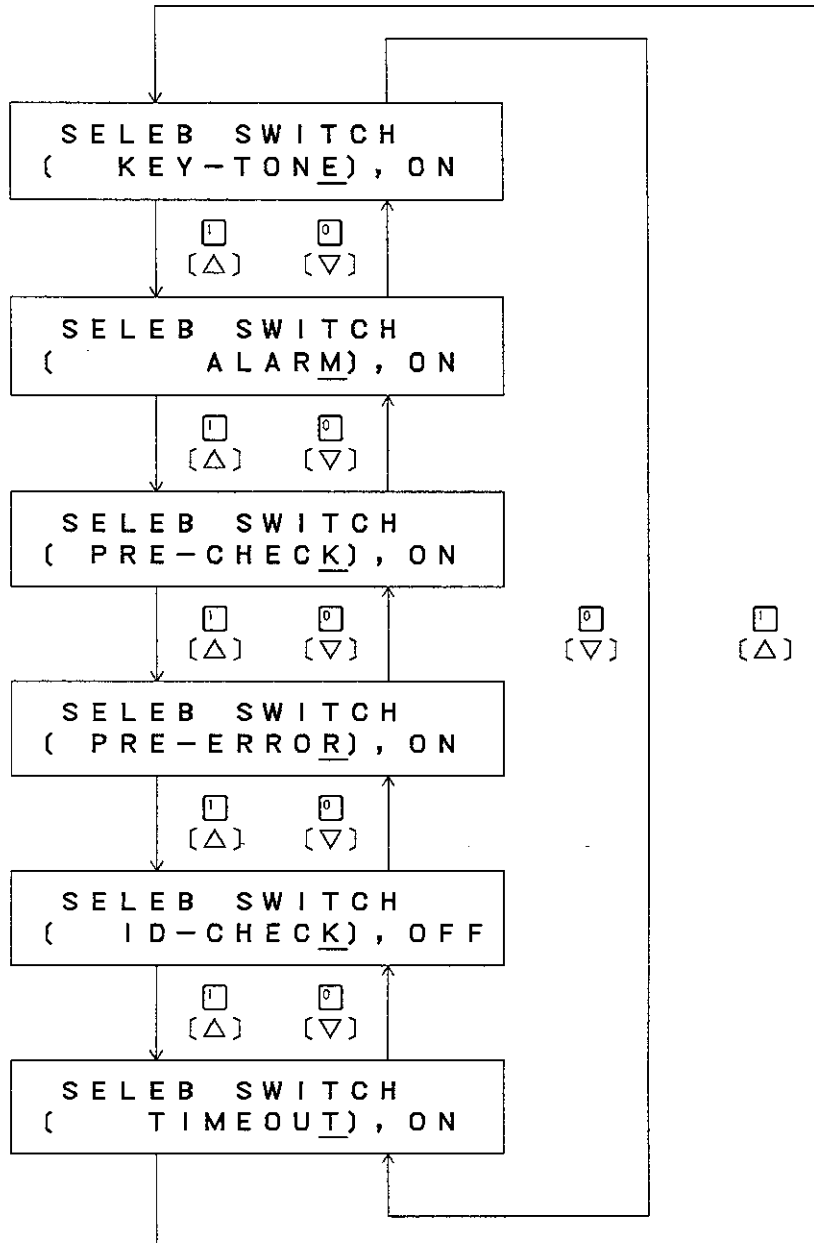 SELEB SWITCH
( KEY-TONE), ON
1 0
[△] [▽]
SELEB SWITCH
( ALARM), ON
1 0
[△] [▽]
SELEB SWITCH
( PRE-CHECK), ON
1 0 0 1
[△] [▽] [▽] [△]
SELEB SWITCH
( PRE-ERROR), ON
1 0
[△] [▽]
SELEB SWITCH
( ID-CHECK), OFF
1 0
[△] [▽]
SELEB SWITCH
( TIMEOUT), ON